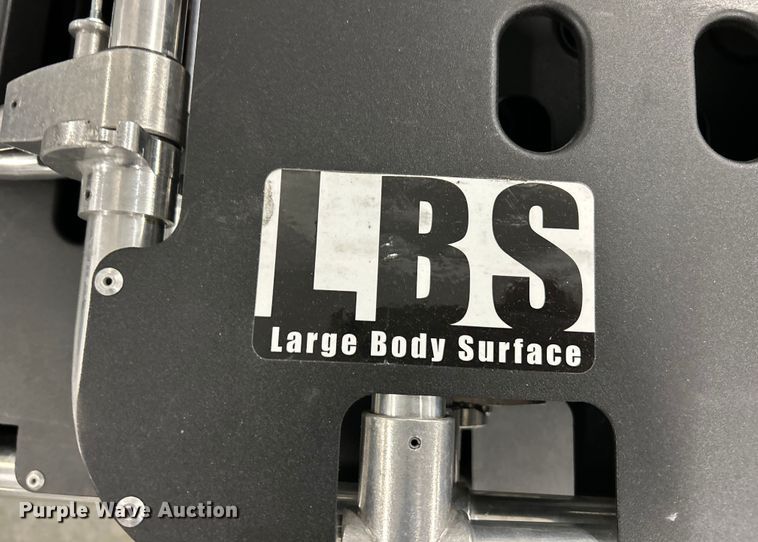 LBS
Large Body Surface
Purple Wave Auction